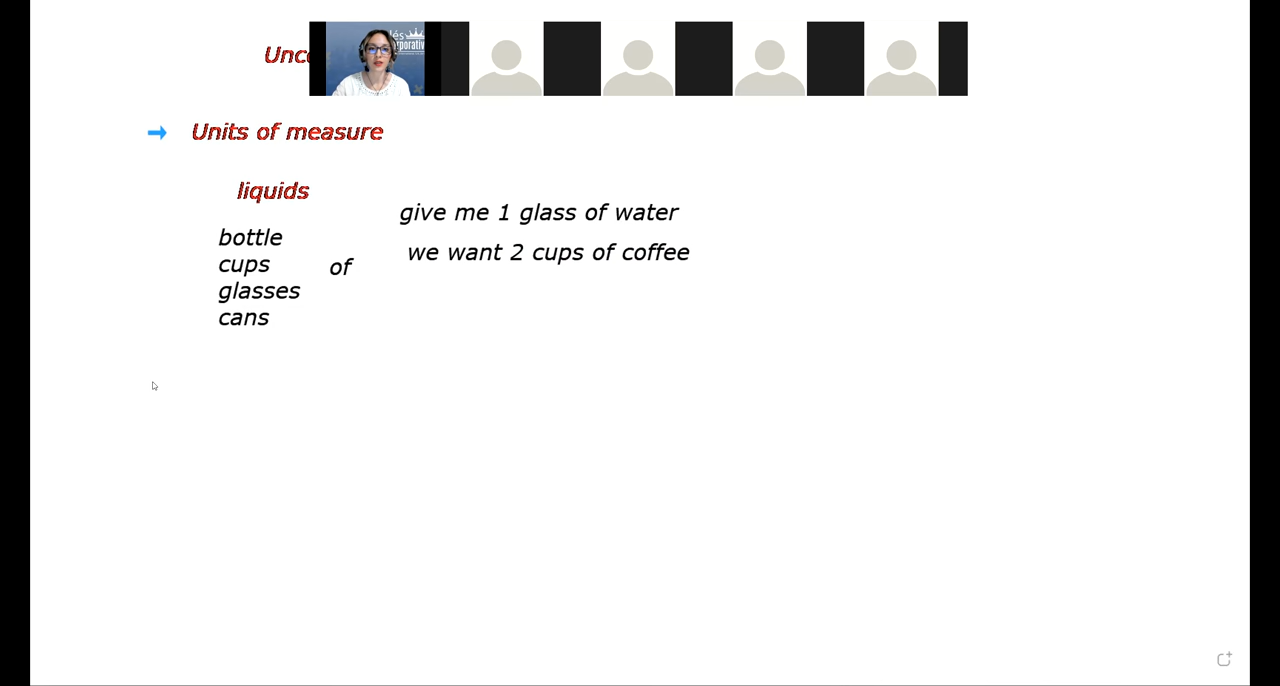 Units of measure
liquids
give me 1 glass of water
bottle
we want 2 cups of coffee
cups
of
glasses
cans